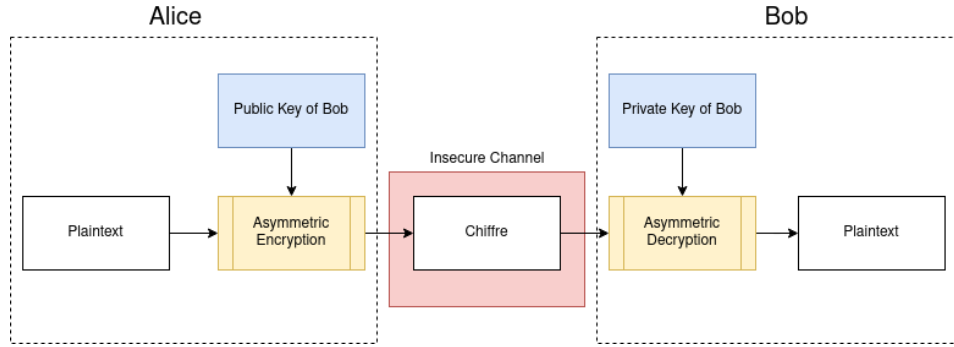 Alice
Bob
Public Key of Bob
Private Key of Bob
Insecure Channel
Plaintext
Asymmetric
Encryption
Chiffre
Asymmetric
Decryption
Plaintext